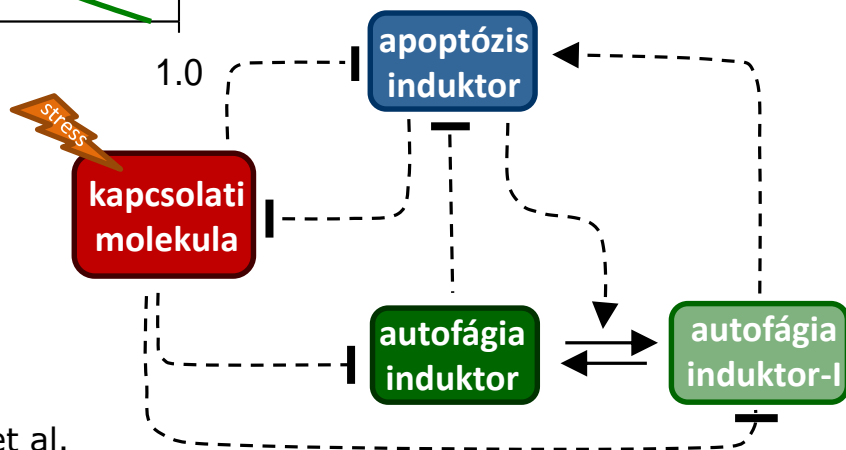 1.0
stress
apoptózis
induktor
kapcsolati
molekula
autofágia
induktor
autofágia
induktor-I
et al.